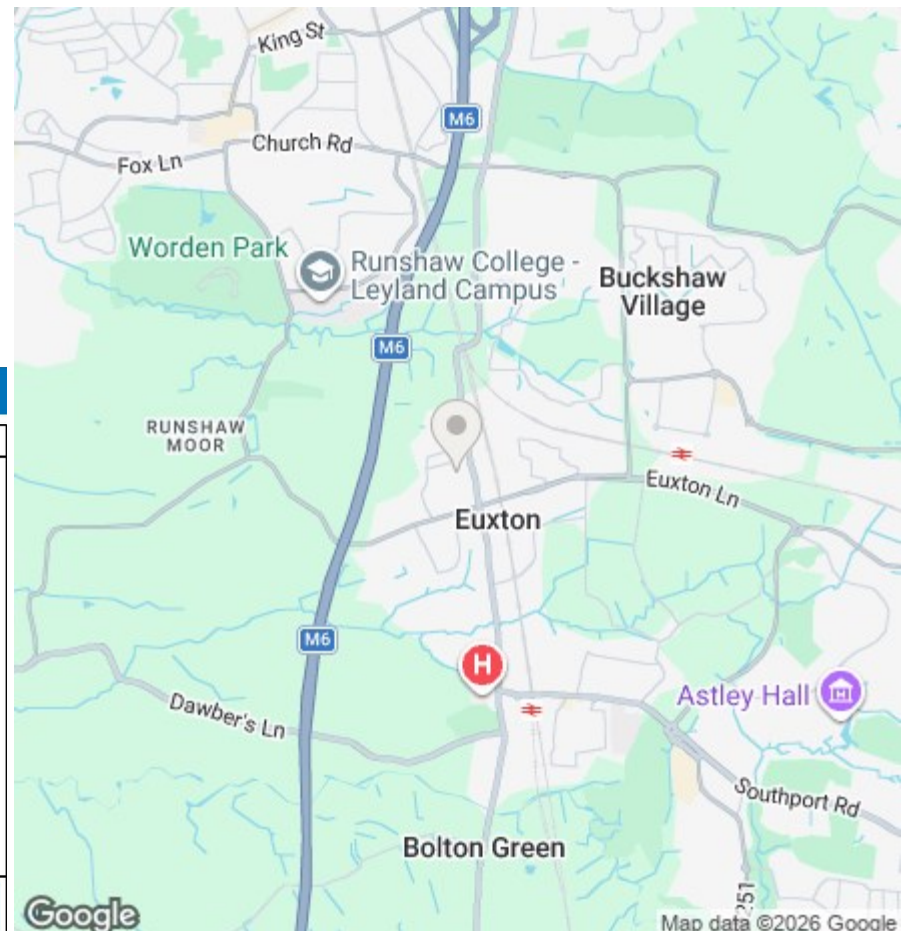 King St
M6
Church Rd
Fox Ln
Worden Park
Runshaw College -
Leyland Campus
Buckshaw
Village
M6
RUNSHAW
MOOR
Euxton Ln
Euxton
M6
H
Astley Hall
Dawber's Ln
Southport Rd
Bolton Green
251
Google
Map data ©2026 Google